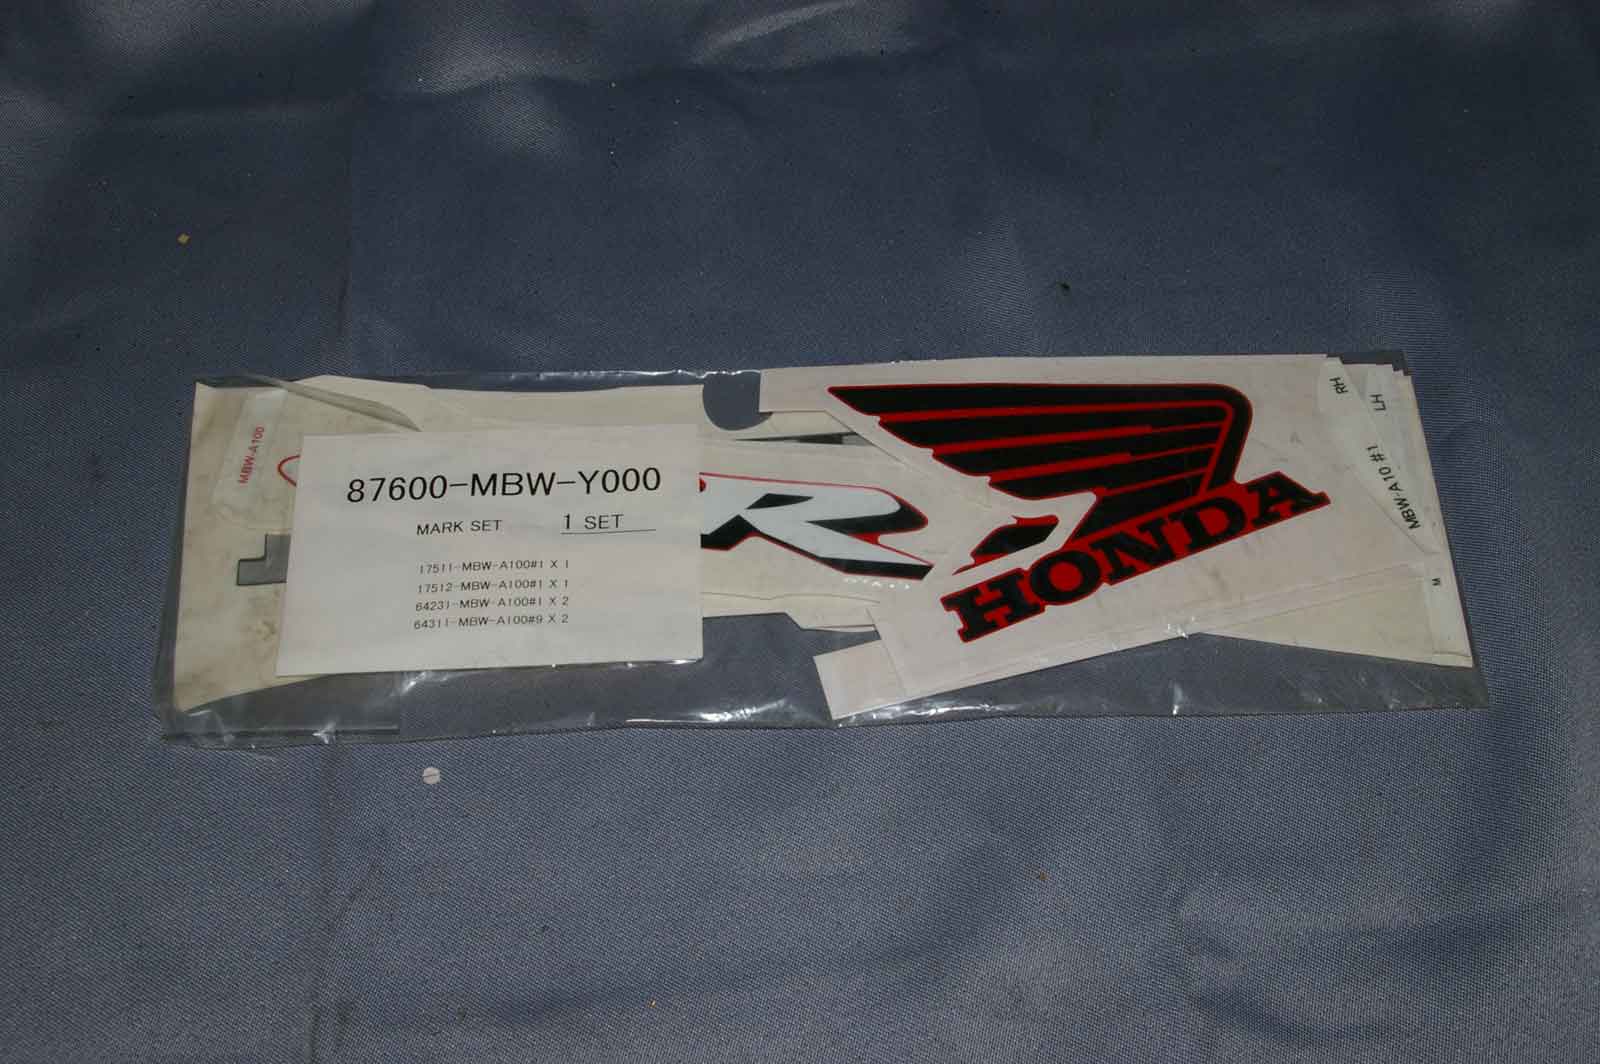 MBW-A100
87600-MBW-Y000
MARK SET 1 SET
17511-MBW-A100#1 X 1
17512-MBW-A100#1 X 1
64231-MBW-A100#1 X 2
64311-MBW-A100#9 X 2
R
HONDA
RH
LH
MBW-A10 #1
M